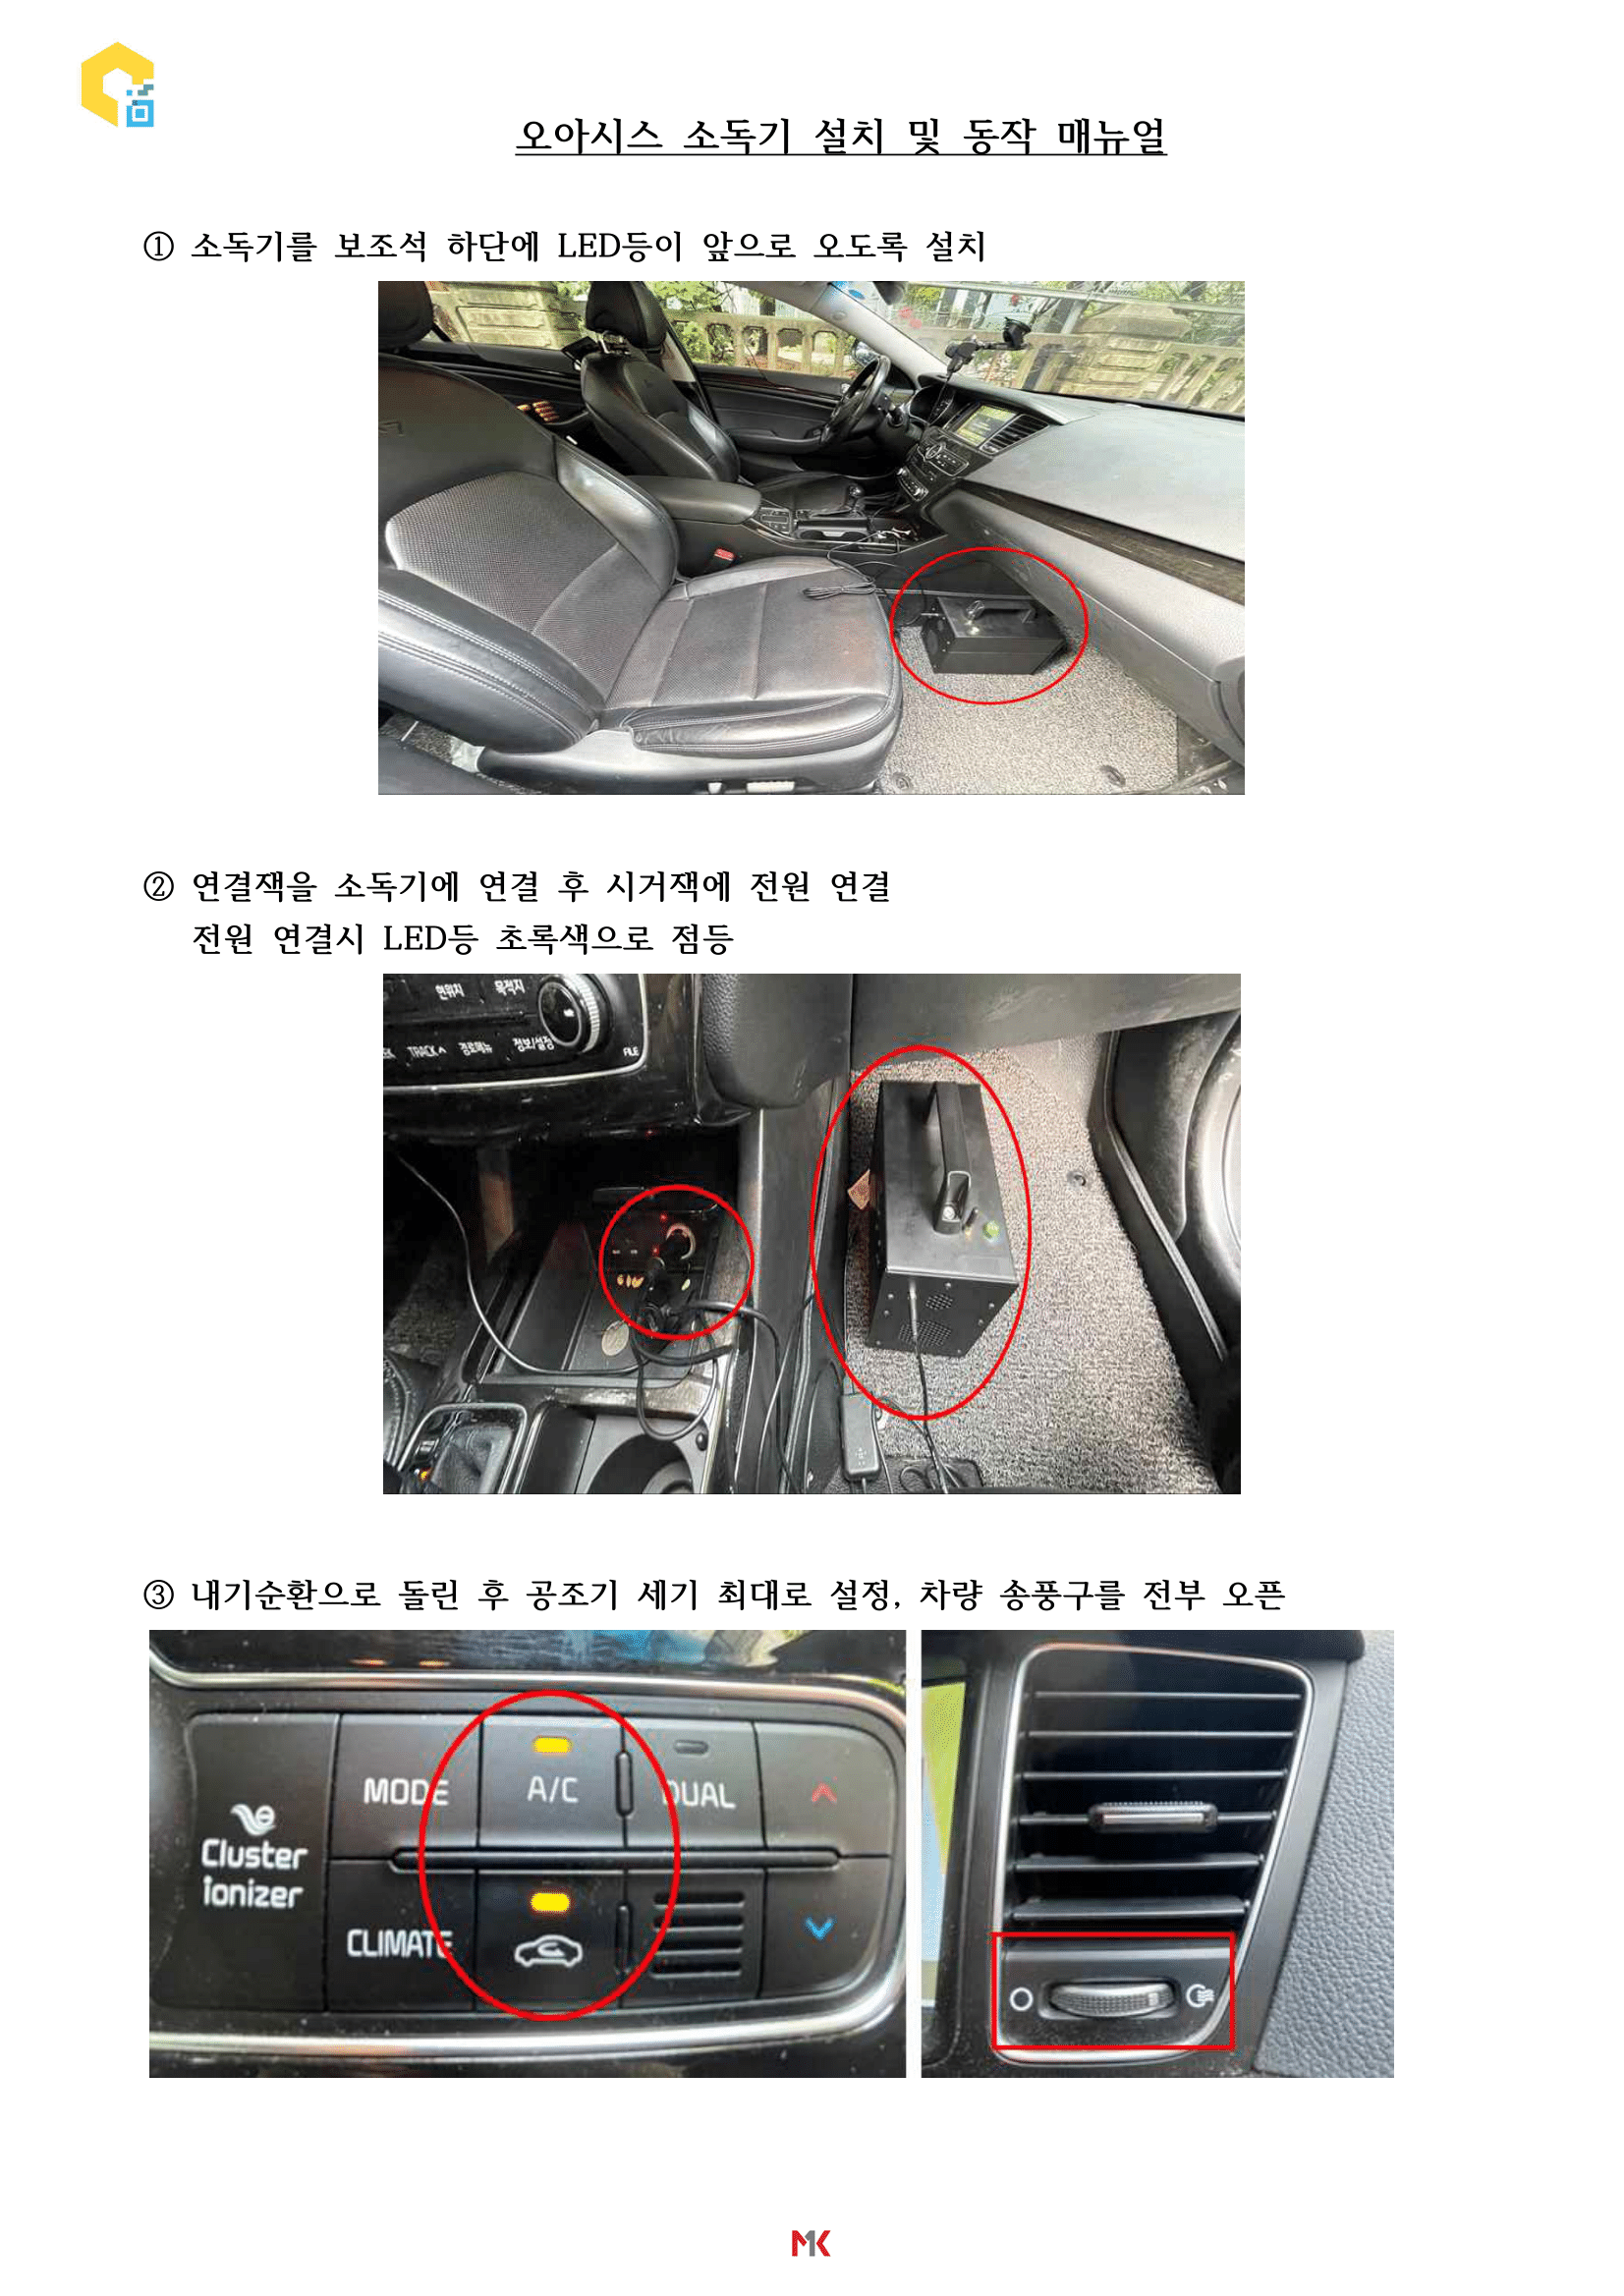 오아시스 소독기 설치 및 동작 매뉴얼
① 소독기를 보조석 하단에 LED등이 앞으로 오도록 설치
② 연결잭을 소독기에 연결 후 시거잭에 전원 연결
전원 연결시 LED등 초록색으로 점등
현위치 목적지
TRACK ∧ 경로메뉴 정보/설정 FILE
③ 내기순환으로 돌린 후 공조기 세기 최대로 설정, 차량 송풍구를 전부 오픈
MODE A/C DUAL
Cluster
ionizer
CLIMATE
MK